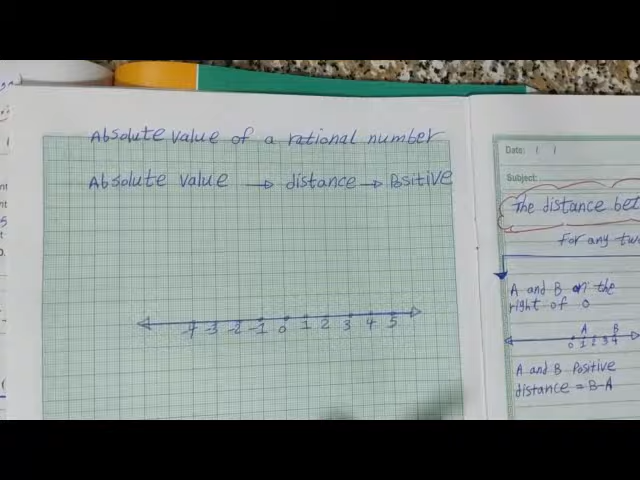 Absolute value of a rational number
Absolute value → distance → Positive
-4 -3 -2 -1 0 1 2 3 4 5
Date: / /
Subject:
The distance bet
For any tw
A and B on the
right of 0
A B
0 1 2 3 4
A and B Positive
distance = B-A